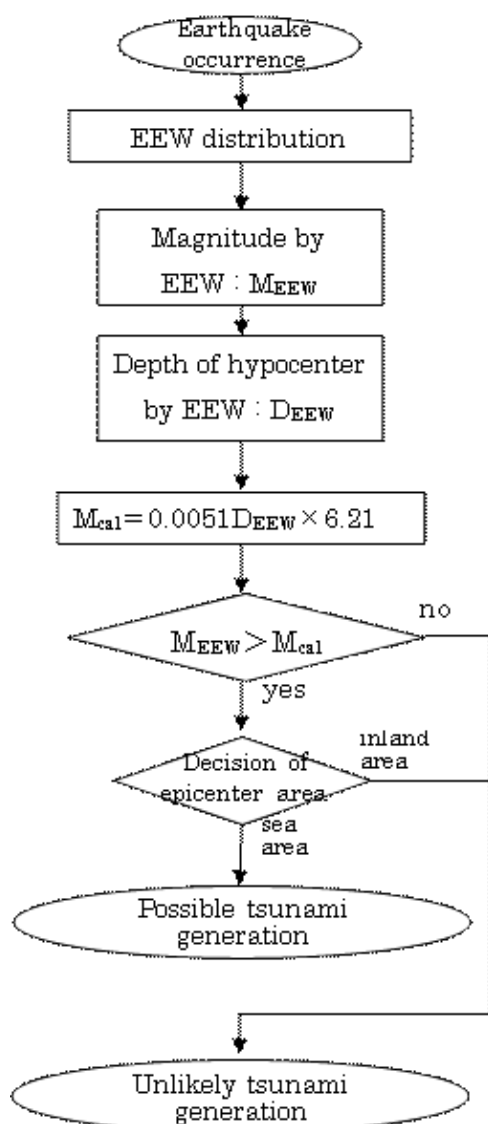 Earthquake
occurrence
EEW distribution
Magnitude by
EEW : MEEW
Depth of hypocenter
by EEW : DEEW
Mcal=0.0051DEEW×6.21
MEEW>Mcal
no
yes
Decision of
epicenter area
inland
area
sea
area
Possible tsunami
generation
Unlikely tsunami
generation